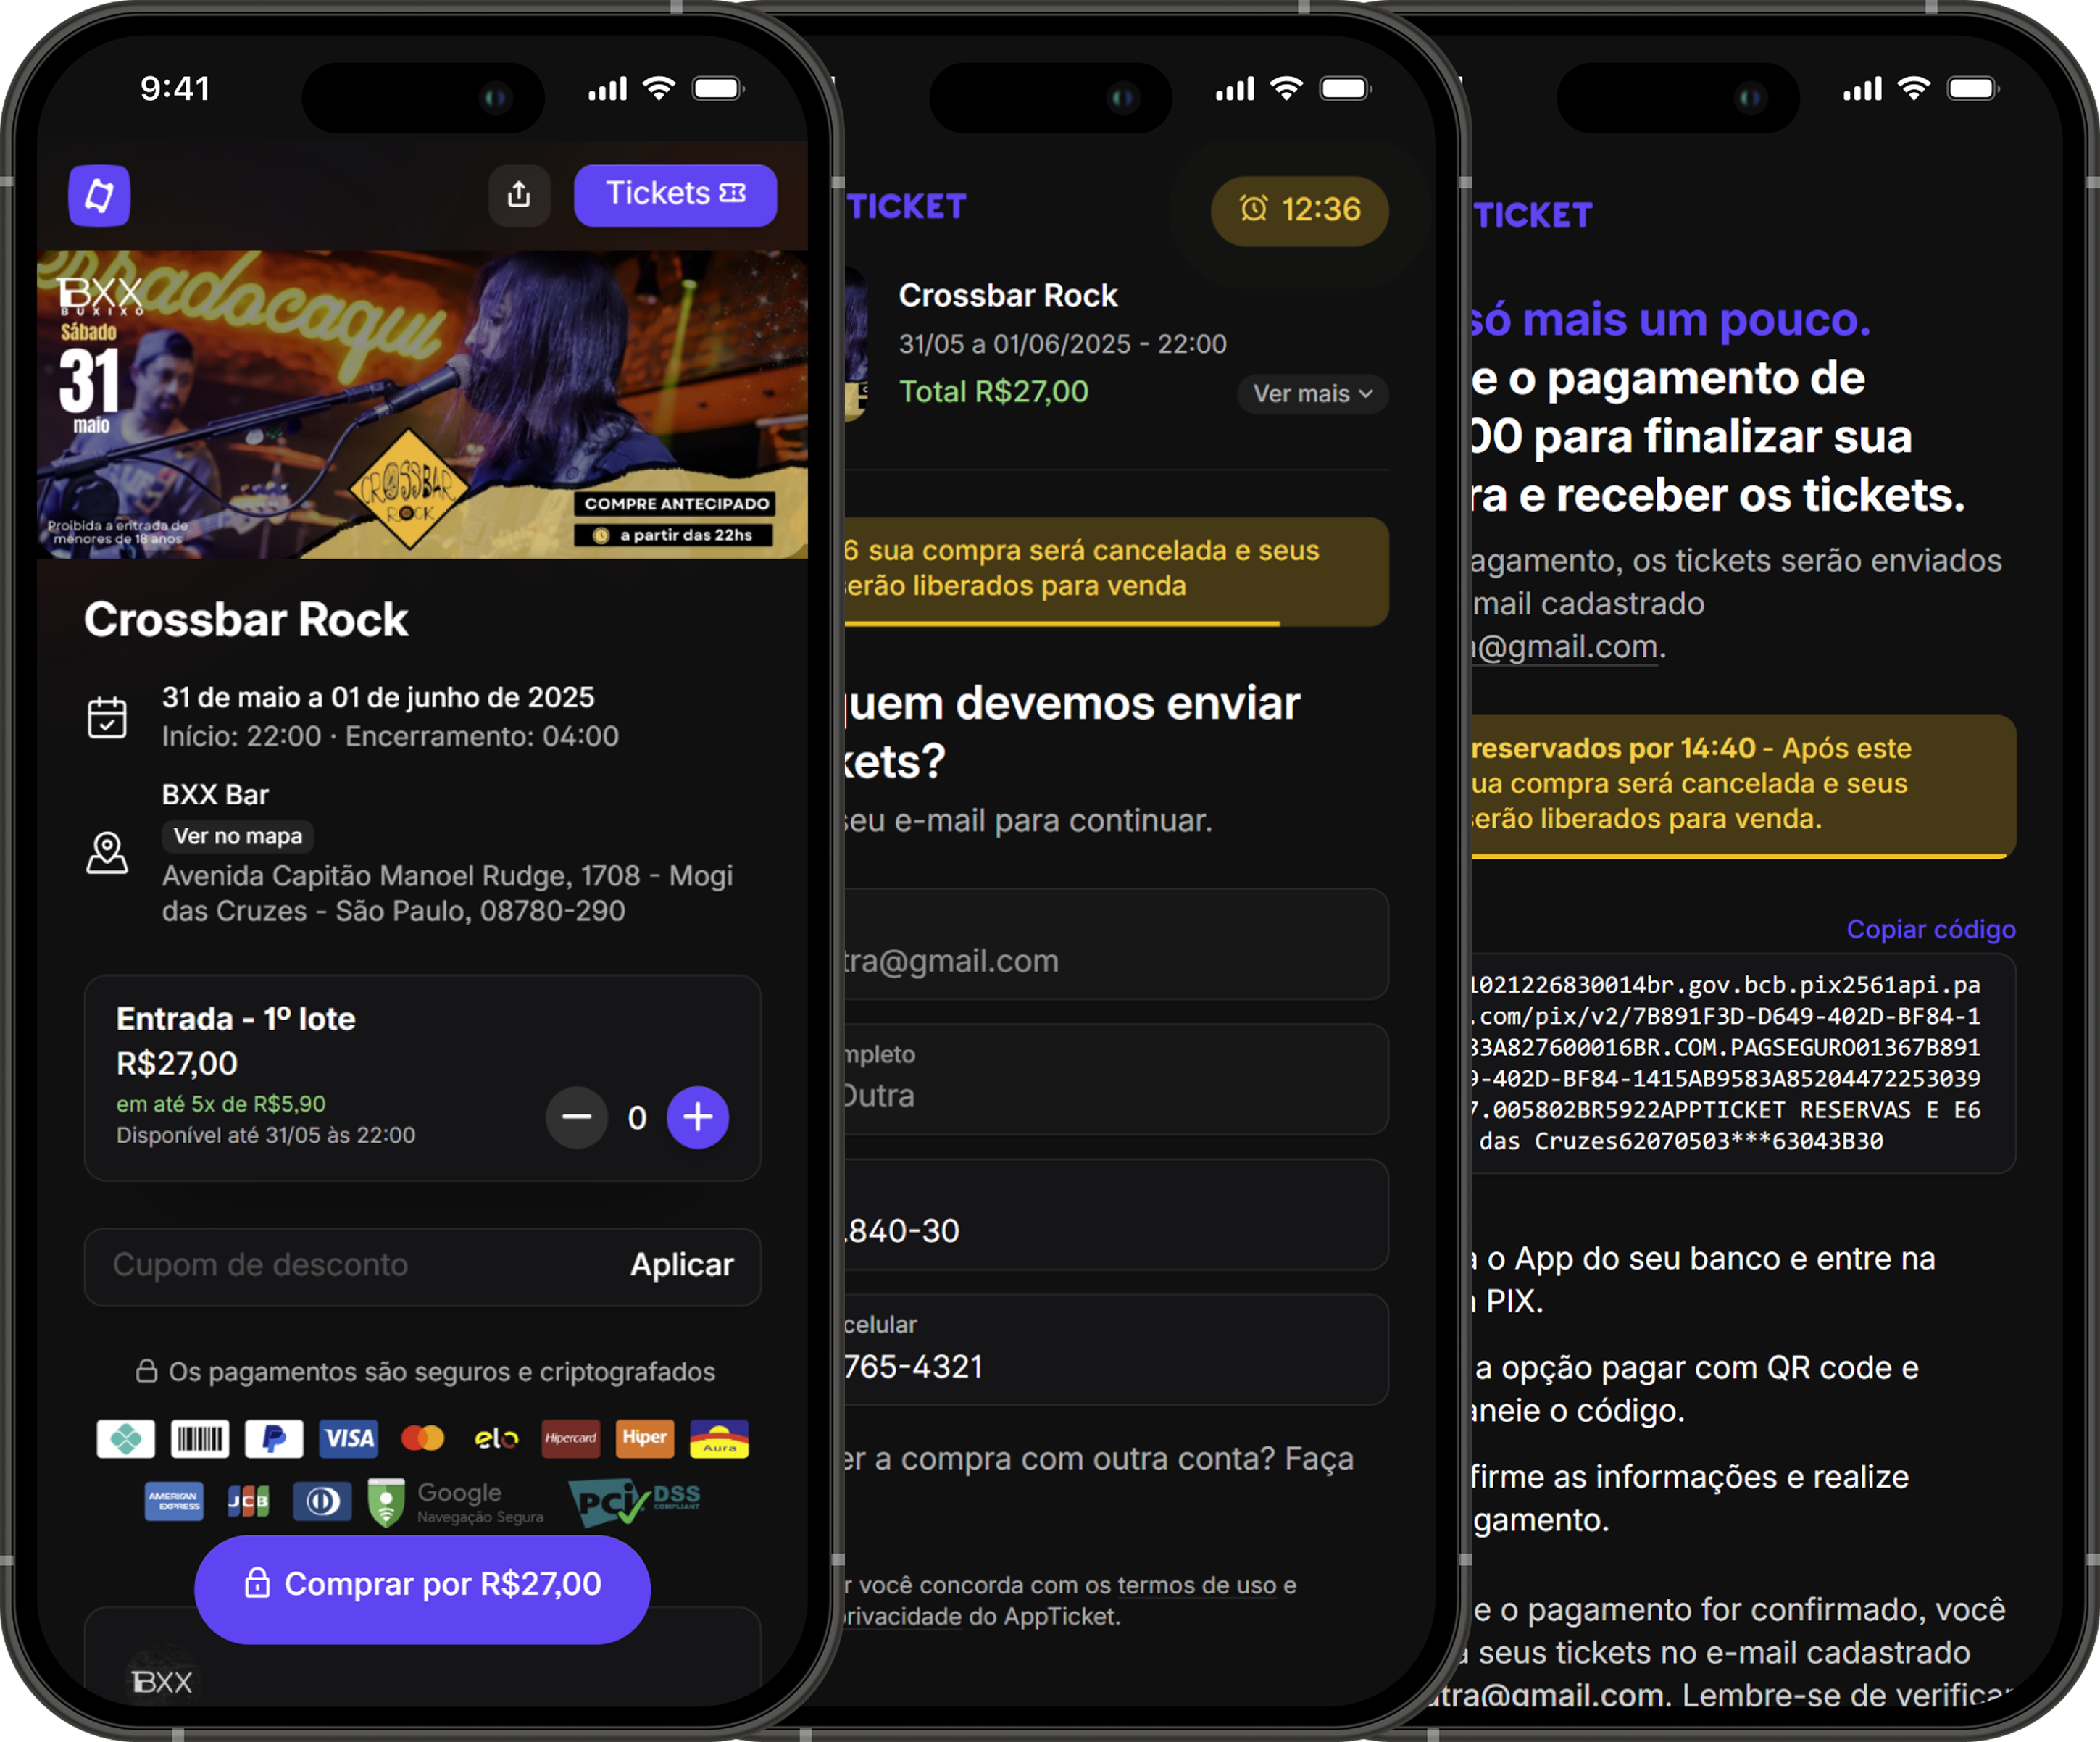 9:41
Tickets
BXX
BUXIXO
Sábado
31
maio
Proibida a entrada de
menores de 18 anos
CROSSBAR
ROCK
COMPRE ANTECIPADO
a partir das 22hs
Crossbar Rock
31 de maio a 01 de junho de 2025
Início: 22:00 · Encerramento: 04:00
BXX Bar
Ver no mapa
Avenida Capitão Manoel Rudge, 1708 - Mogi
das Cruzes - São Paulo, 08780-290
Entrada - 1º lote
R$27,00
em até 5x de R$5,90
Disponível até 31/05 às 22:00
0
Cupom de desconto
Aplicar
Os pagamentos são seguros e criptografados
VISA
elo
Hipercard
Hiper
Aura
AMERICAN
EXPRESS
JCB
Google
Navegação Segura
PCI DSS
COMPLIANT
Comprar por R$27,00
BXX
TICKET
12:36
Crossbar Rock
31/05 a 01/06/2025 - 22:00
Total R$27,00
Ver mais
6 sua compra será cancelada e seus
erão liberados para venda
uem devemos enviar
kets?
seu e-mail para continuar.
tra@gmail.com
mpleto
Dutra
.840-30
celular
765-4321
er a compra com outra conta? Faça
r você concorda com os termos de uso e
rivacidade do AppTicket.
TICKET
só mais um pouco.
e o pagamento de
00 para finalizar sua
ra e receber os tickets.
agamento, os tickets serão enviados
mail cadastrado
a@gmail.com.
reservados por 14:40 - Após este
ua compra será cancelada e seus
erão liberados para venda.
Copiar código
1021226830014br.gov.bcb.pix2561api.pa
.com/pix/v2/7B891F3D-D649-402D-BF84-1
83A827600016BR.COM.PAGSEGURO01367B891
9-402D-BF84-1415AB9583A85204472253039
7.005802BR5922APPTICKET RESERVAS E E6
das Cruzes62070503***63043B30
a o App do seu banco e entre na
PIX.
a opção pagar com QR code e
aneie o código.
firme as informações e realize
gamento.
e o pagamento for confirmado, você
á seus tickets no e-mail cadastrado
utra@gmail.com. Lembre-se de verificar